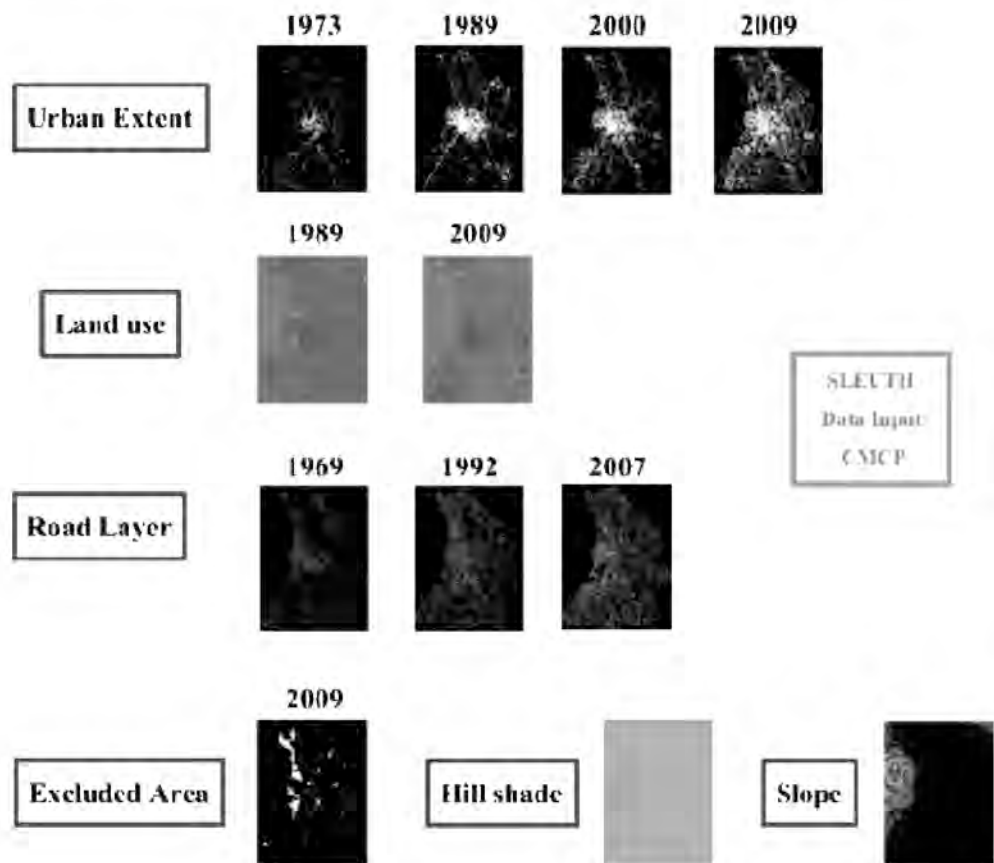 1973 1989 2000 2009
Urban Extent
1989 2009
Land use
SLEUTH
Data Input
CMCP
1969 1992 2007
Road Layer
2009
Excluded Area
Hill shade
Slope